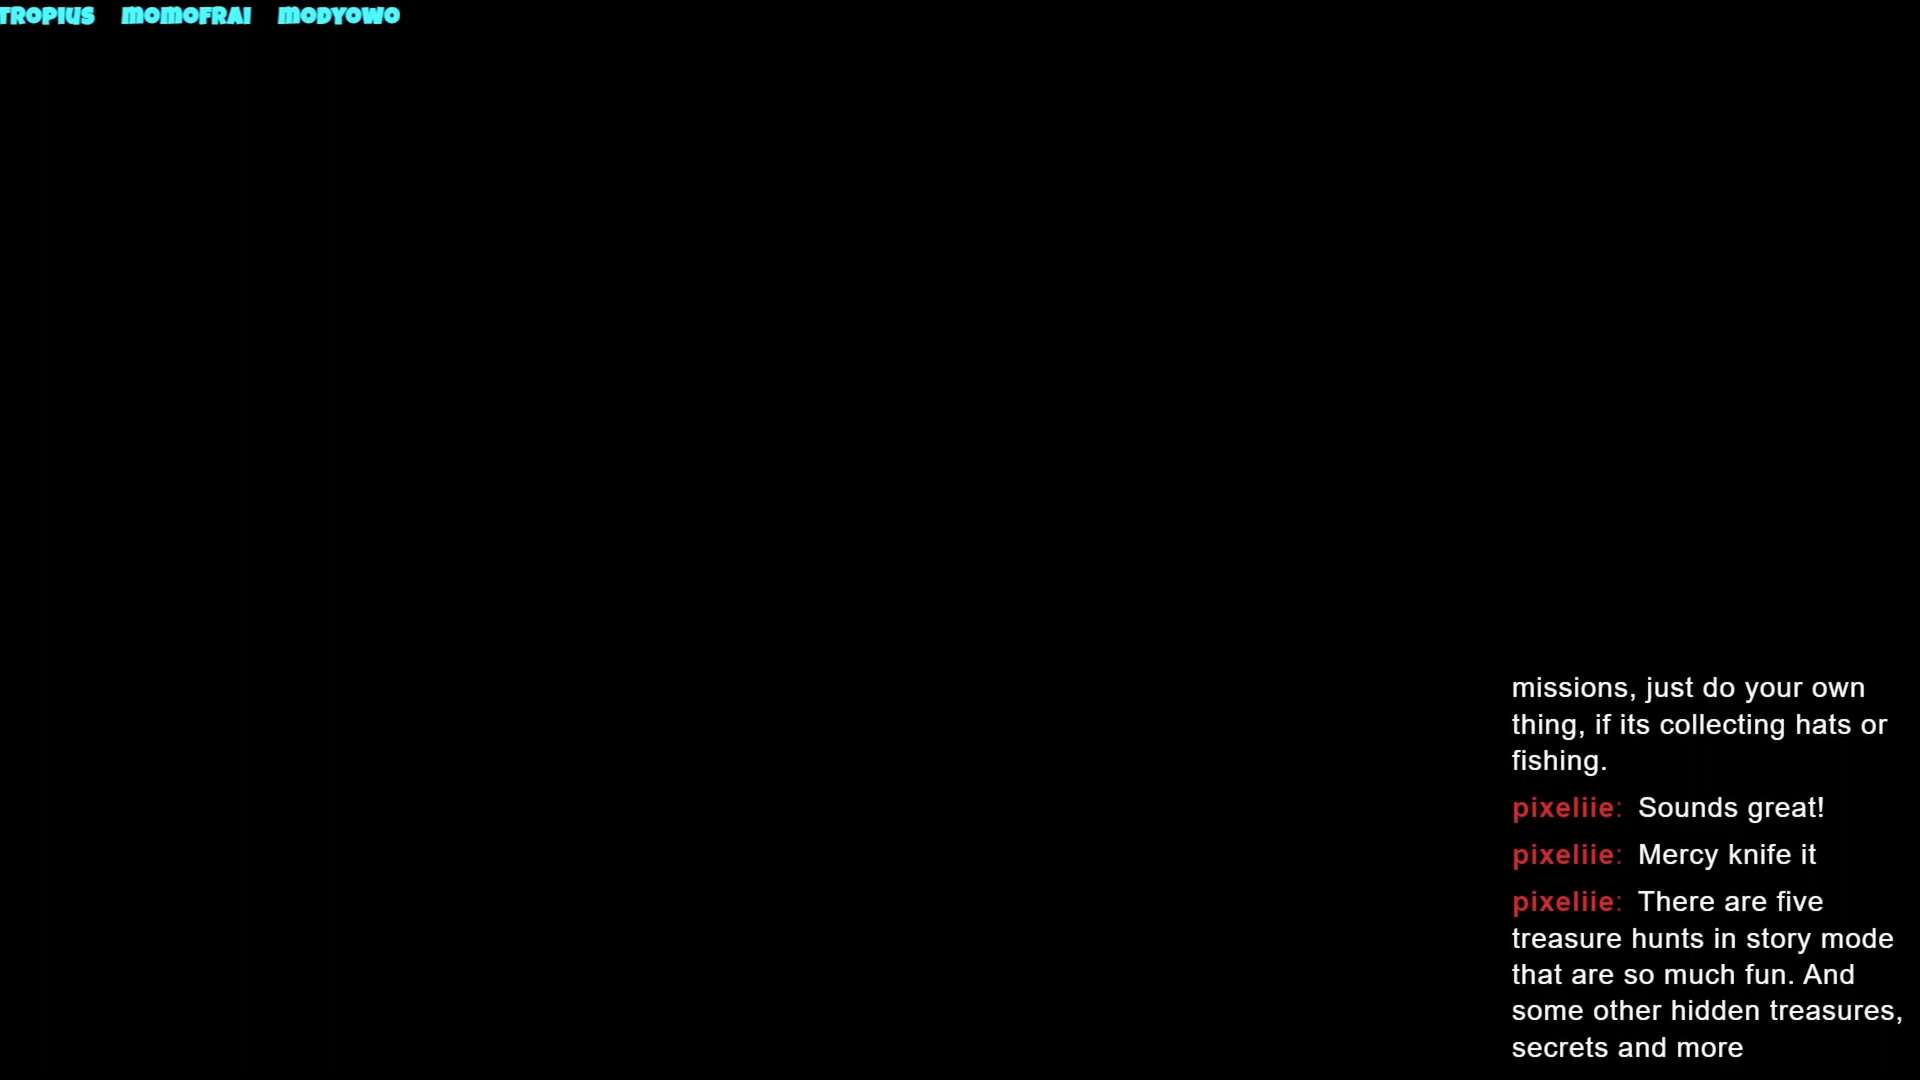 TROPIUS MOMOFRAI MODYOWO
missions, just do your own
thing, if its collecting hats or
fishing.
pixeliie: Sounds great!
pixeliie: Mercy knife it
pixeliie: There are five
treasure hunts in story mode
that are so much fun. And
some other hidden treasures,
secrets and more